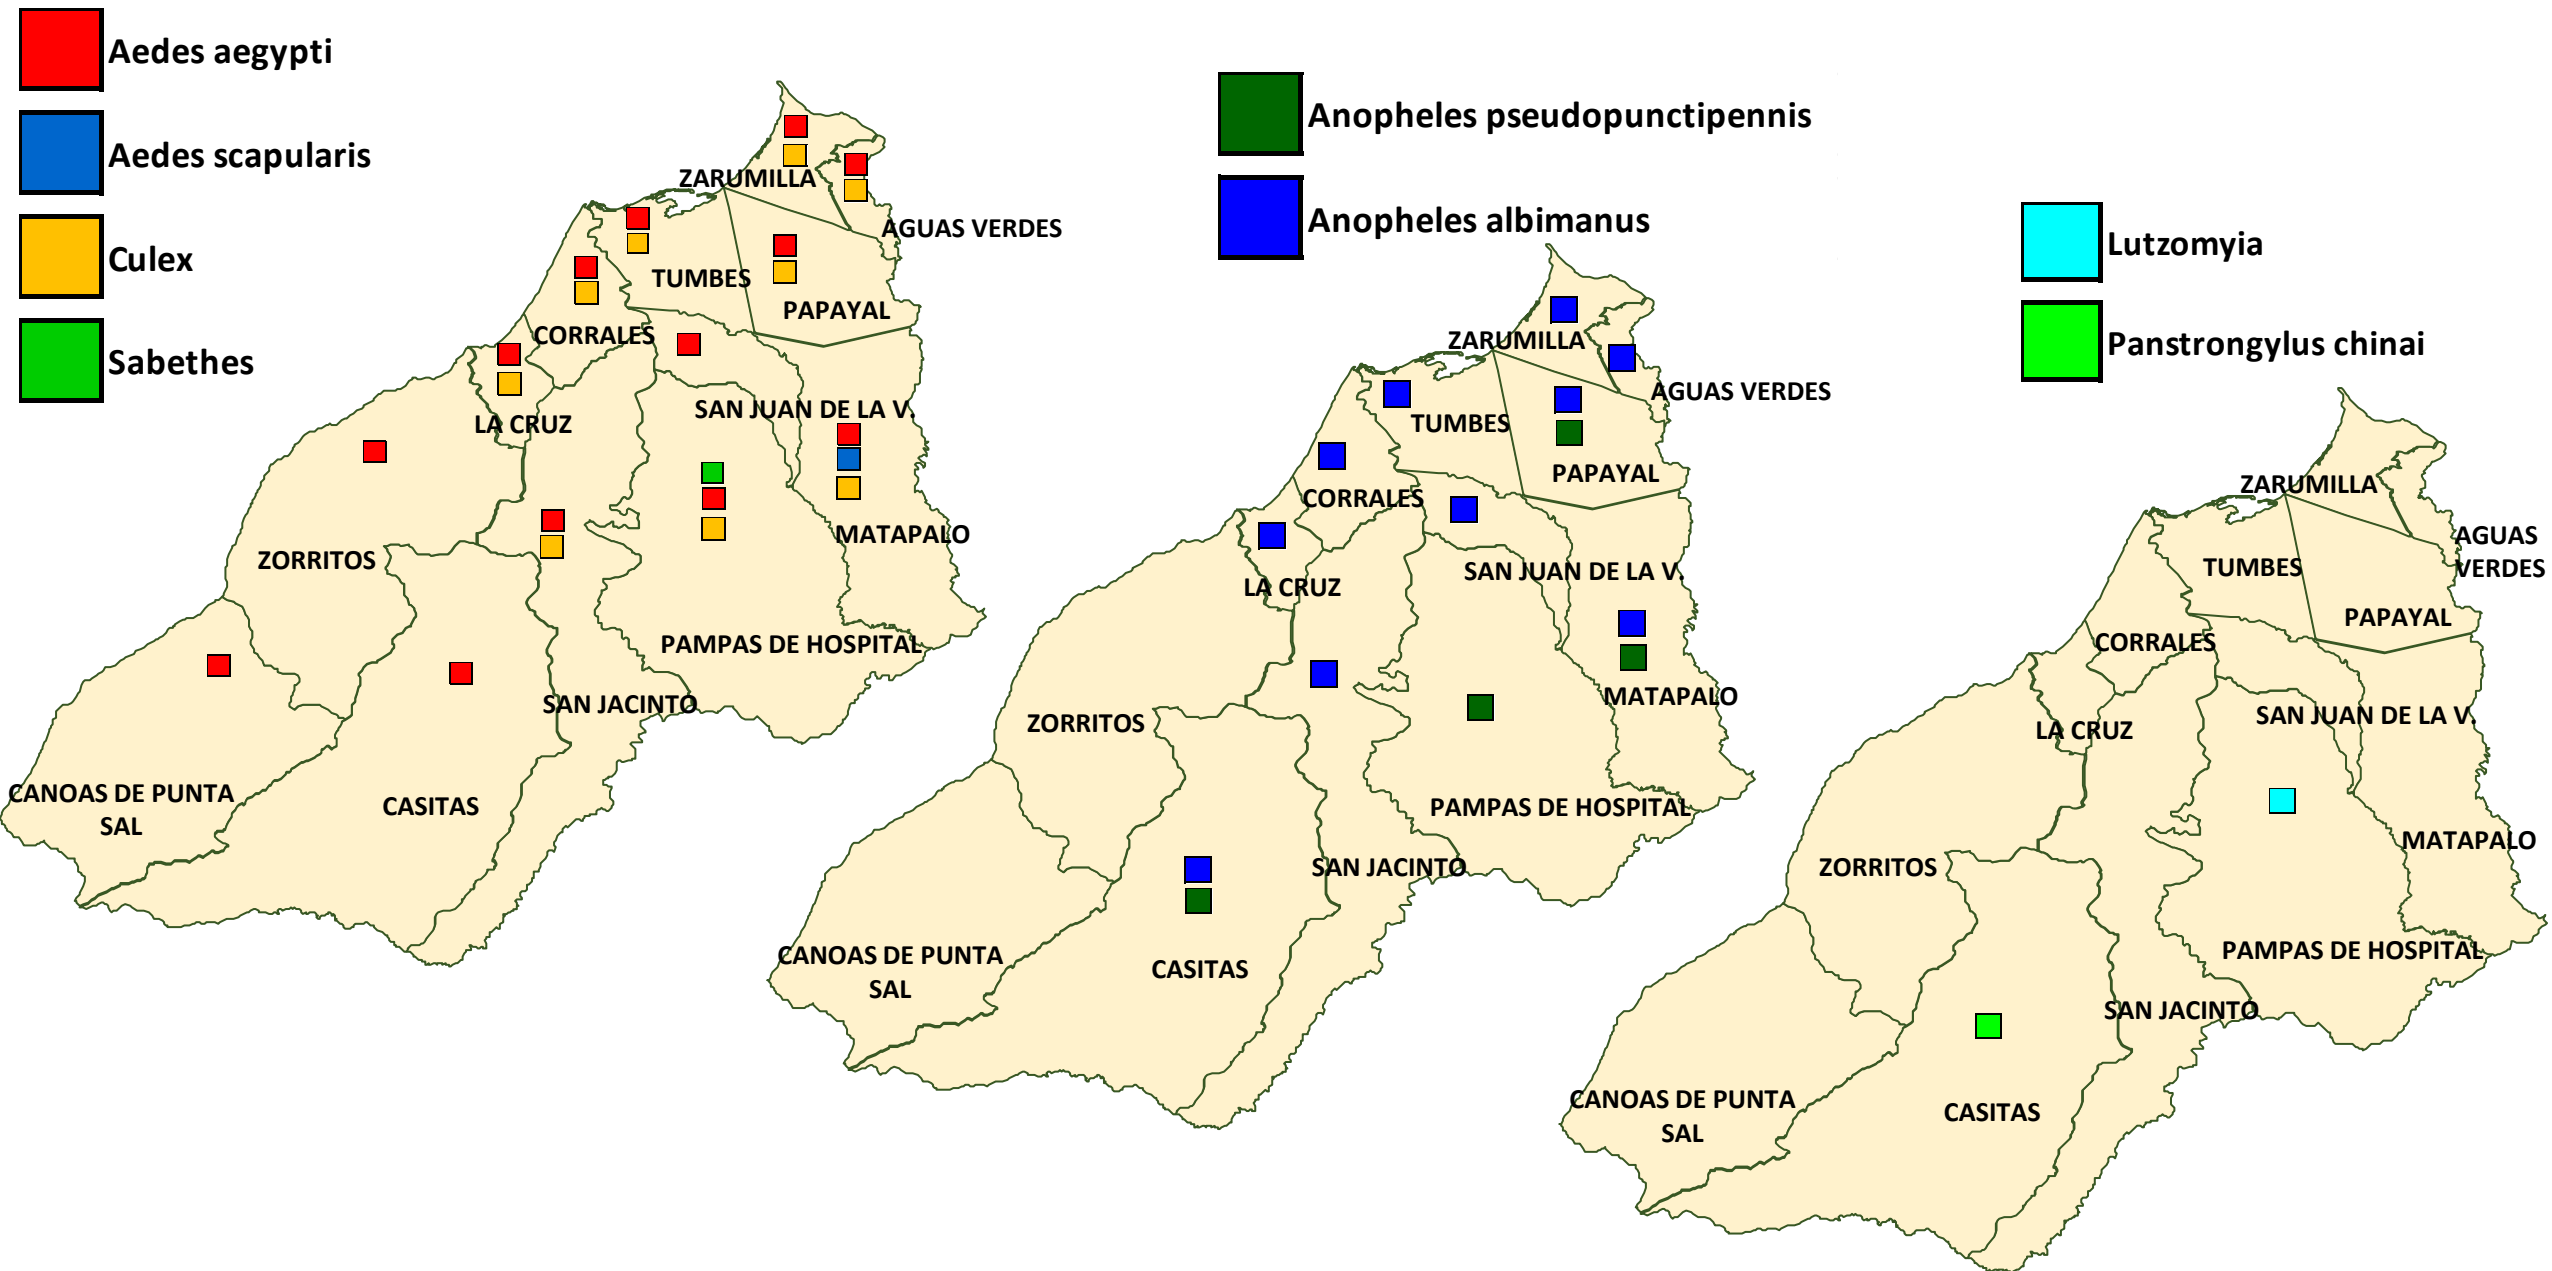 Aedes aegypti
Aedes scapularis
Culex
Sabethes
ZARUMILLA
AGUAS VERDES
TUMBES
PAPAYAL
CORRALES
SAN JUAN DE LA V.
LA CRUZ
MATAPALO
ZORRITOS
PAMPAS DE HOSPITAL
SAN JACINTO
CANOAS DE PUNTA
SAL
CASITAS
Anopheles pseudopunctipennis
Anopheles albimanus
ZARUMILLA
AGUAS VERDES
TUMBES
PAPAYAL
CORRALES
SAN JUAN DE LA V.
LA CRUZ
MATAPALO
ZORRITOS
PAMPAS DE HOSPITAL
SAN JACINTO
CANOAS DE PUNTA
SAL
CASITAS
Lutzomyia
Panstrongylus chinai
ZARUMILLA
AGUAS
VERDES
TUMBES
PAPAYAL
CORRALES
SAN JUAN DE LA V.
LA CRUZ
MATAPALO
ZORRITOS
PAMPAS DE HOSPITAL
SAN JACINTO
CANOAS DE PUNTA
SAL
CASITAS